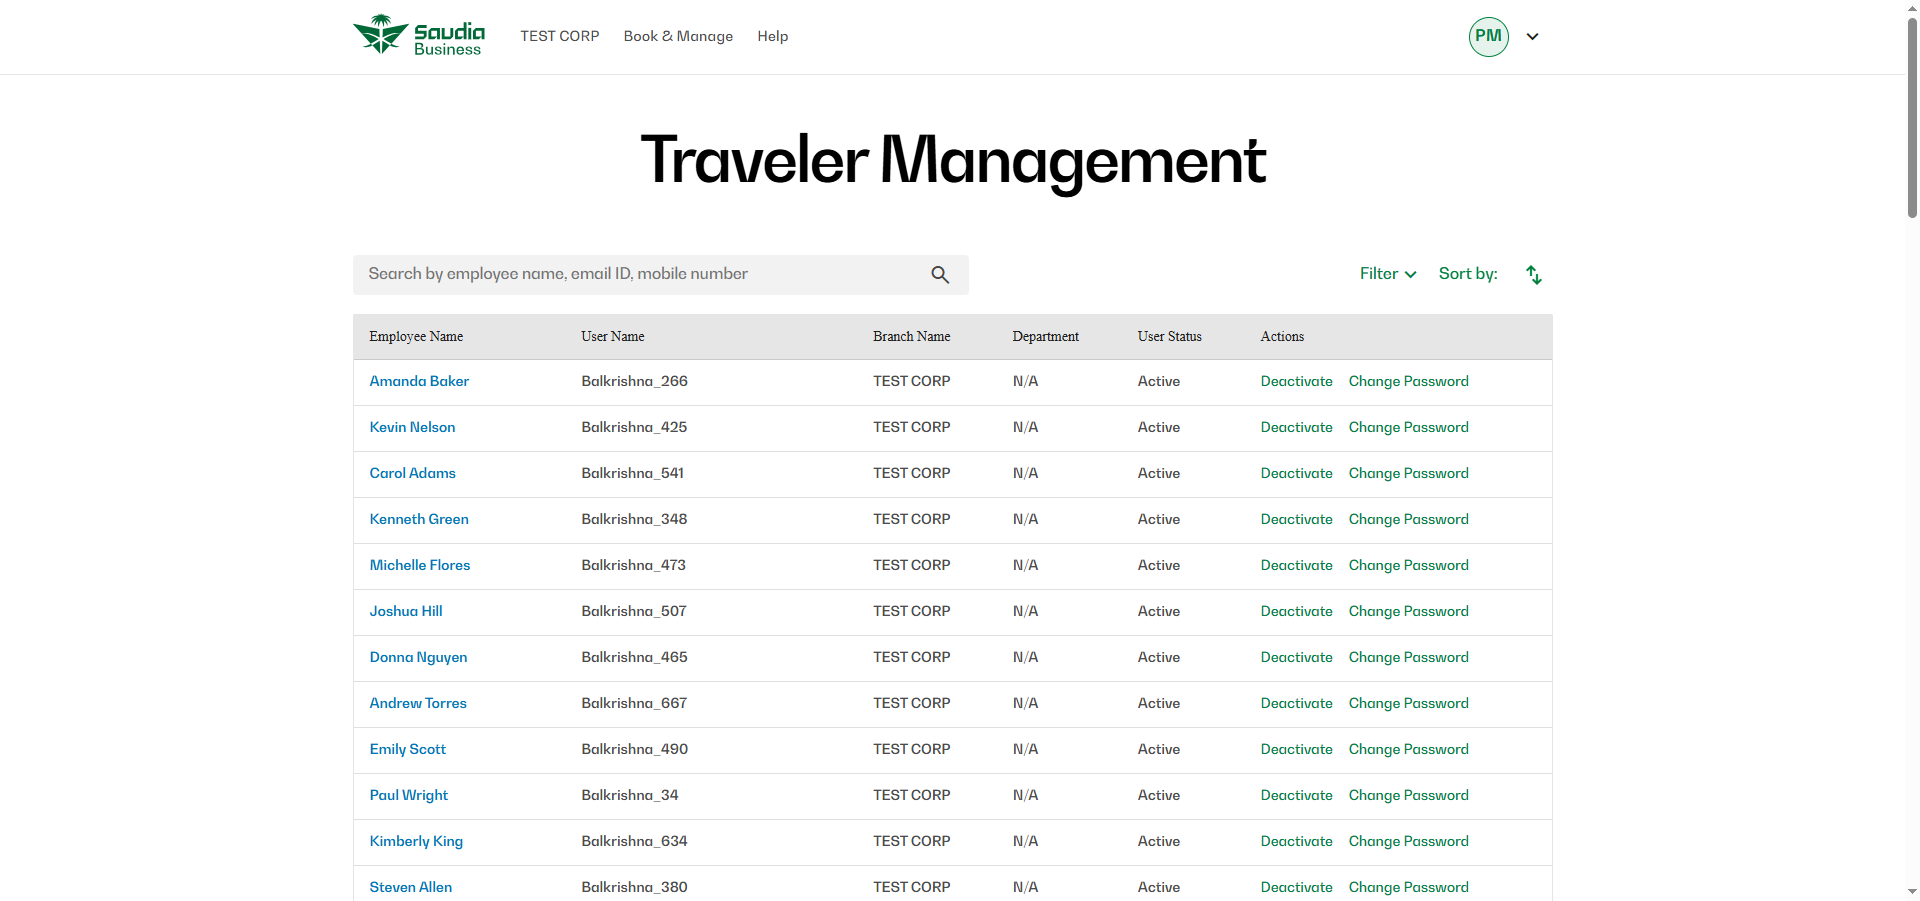 Saudia Business TEST CORP Book & Manage Help PM
Traveler Management
Search by employee name, email ID, mobile number Filter Sort by:
Employee Name User Name Branch Name Department User Status Actions
Amanda Baker Balkrishna_266 TEST CORP N/A Active Deactivate Change Password
Kevin Nelson Balkrishna_425 TEST CORP N/A Active Deactivate Change Password
Carol Adams Balkrishna_541 TEST CORP N/A Active Deactivate Change Password
Kenneth Green Balkrishna_348 TEST CORP N/A Active Deactivate Change Password
Michelle Flores Balkrishna_473 TEST CORP N/A Active Deactivate Change Password
Joshua Hill Balkrishna_507 TEST CORP N/A Active Deactivate Change Password
Donna Nguyen Balkrishna_465 TEST CORP N/A Active Deactivate Change Password
Andrew Torres Balkrishna_667 TEST CORP N/A Active Deactivate Change Password
Emily Scott Balkrishna_490 TEST CORP N/A Active Deactivate Change Password
Paul Wright Balkrishna_34 TEST CORP N/A Active Deactivate Change Password
Kimberly King Balkrishna_634 TEST CORP N/A Active Deactivate Change Password
Steven Allen Balkrishna_380 TEST CORP N/A Active Deactivate Change Password